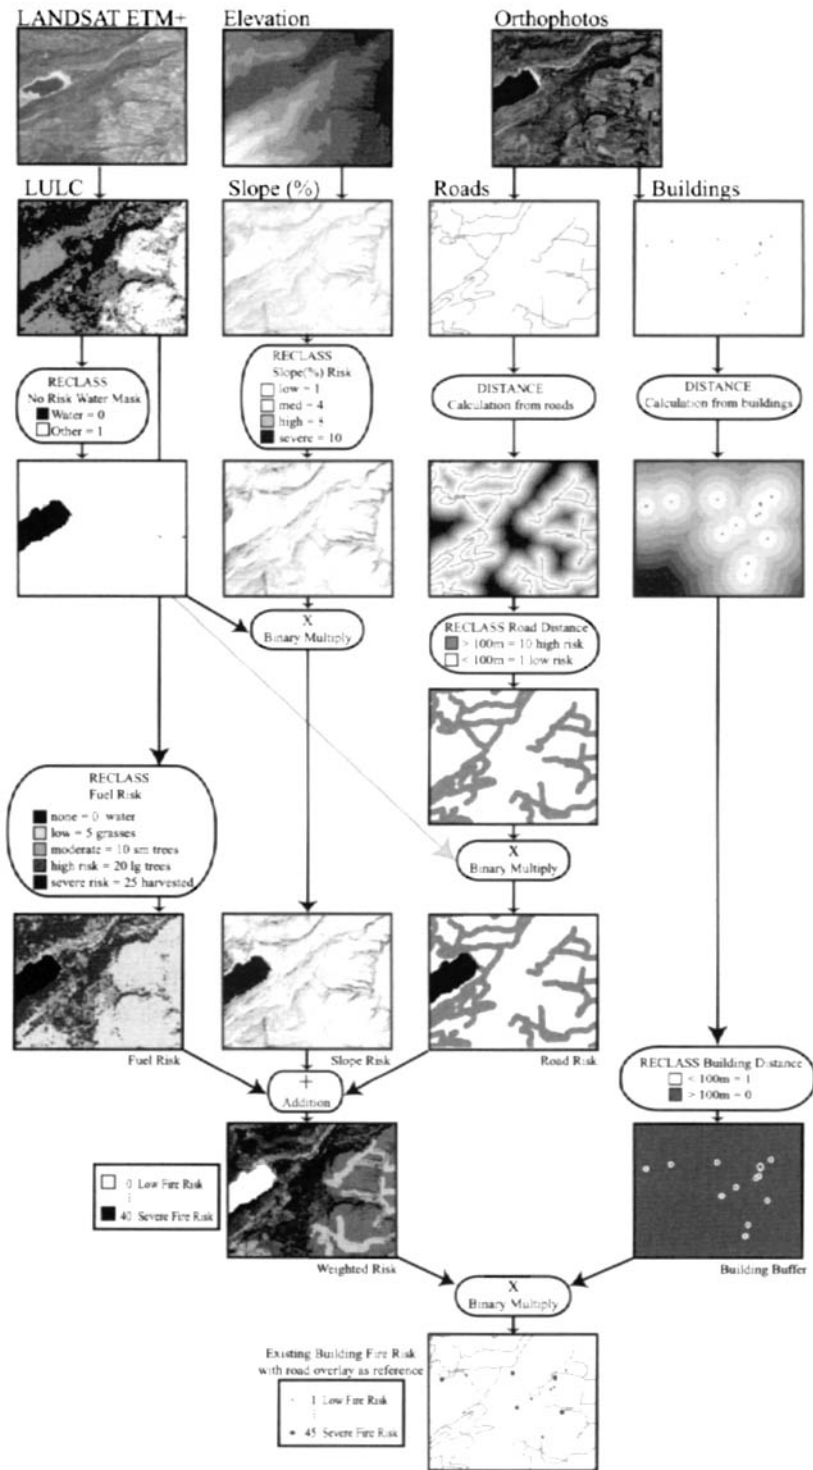 LANDSAT ETM+
Elevation
Orthophotos
LULC
Slope (%)
Roads
Buildings
RECLASS
No Risk Water Mask
Water = 0
Other = 1
RECLASS
Slope(%) Risk
low = 1
med = 4
high = 8
severe = 10
DISTANCE
Calculation from roads
DISTANCE
Calculation from buildings
X
Binary Multiply
RECLASS Road Distance
> 100m = 10 high risk
< 100m = 1 low risk
RECLASS
Fuel Risk
none = 0 water
low = 5 grasses
moderate = 10 sm trees
high risk = 20 lg trees
severe risk = 25 harvested
X
Binary Multiply
Fuel Risk
Slope Risk
Road Risk
RECLASS Building Distance
< 100m = 1
> 100m = 0
+
Addition
0 Low Fire Risk
40 Severe Fire Risk
Weighted Risk
Building Buffer
X
Binary Multiply
Existing Building Fire Risk
with road overlay as reference
1 Low Fire Risk
45 Severe Fire Risk